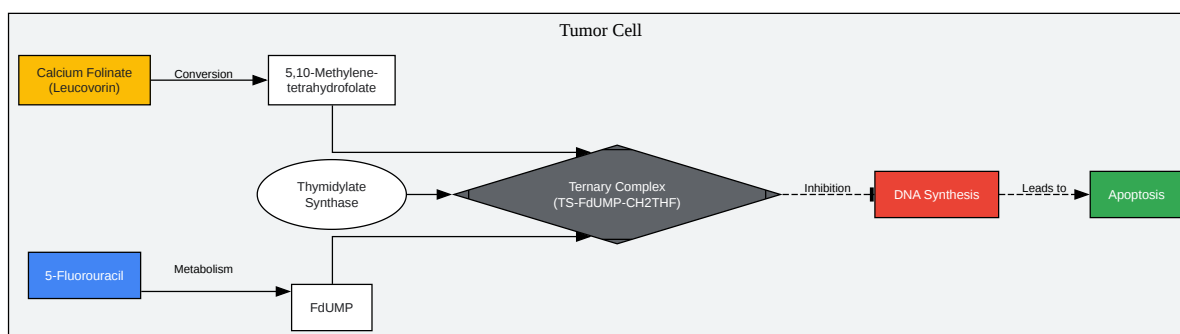 Tumor Cell
Calcium Folinate
(Leucovorin)
Conversion
5,10-Methylene-
tetrahydrofolate
Thymidylate
Synthase
Ternary Complex
(TS-FdUMP-CH2THF)
Inhibition
DNA Synthesis
Leads to
Apoptosis
5-Fluorouracil
Metabolism
FdUMP